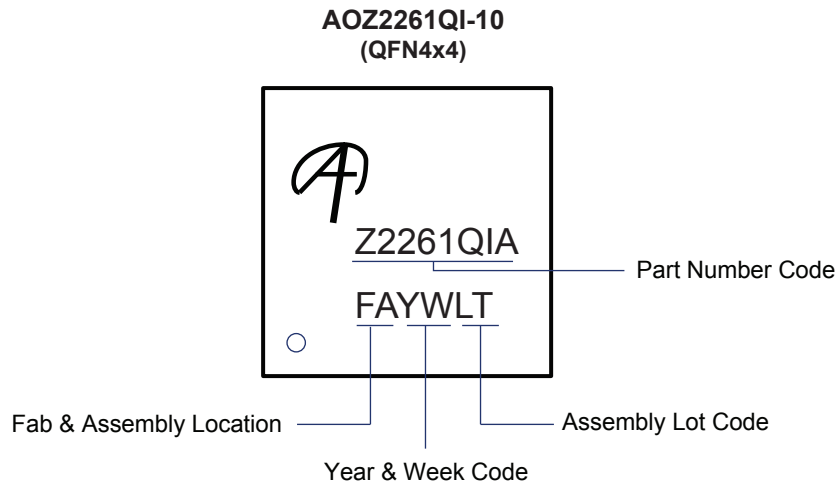 AOZ2261QI-10
(QFN4x4)
Z2261QIA
Part Number Code
FAYWLT
Fab & Assembly Location
Assembly Lot Code
Year & Week Code